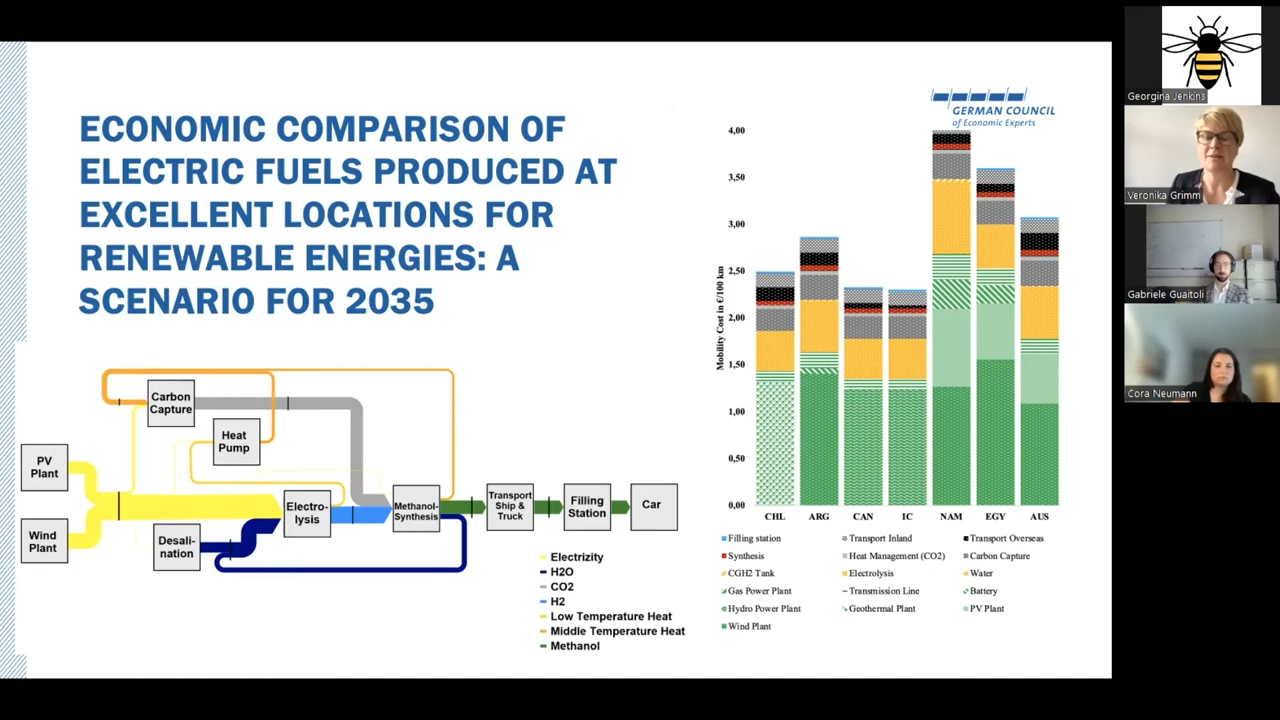 ECONOMIC COMPARISON OF
ELECTRIC FUELS PRODUCED AT
EXCELLENT LOCATIONS FOR
RENEWABLE ENERGIES: A
SCENARIO FOR 2035
PV
Plant
Wind
Plant
Carbon
Capture
Heat
Pump
Desali-
nation
Electro-
lysis
Methanol-
Synthesis
Transport
Ship &
Truck
Filling
Station
Car
Electrizity
H2O
CO2
H2
Low Temperature Heat
Middle Temperature Heat
Methanol
GERMAN COUNCIL
of Economic Experts
Mobility Cost in €/100 km
4,00
3,50
3,00
2,50
2,00
1,50
1,00
0,50
0,00
CHL ARG CAN IC NAM EGY AUS
Filling station Transport Inland Transport Overseas
Synthesis Heat Management (CO2) Carbon Capture
CGH2 Tank Electrolysis Water
Gas Power Plant Transmission Line Battery
Hydro Power Plant Geothermal Plant PV Plant
Wind Plant
Georgina Jenkins
Veronika Grimm
Gabriele Guaitoli
Cora Neumann